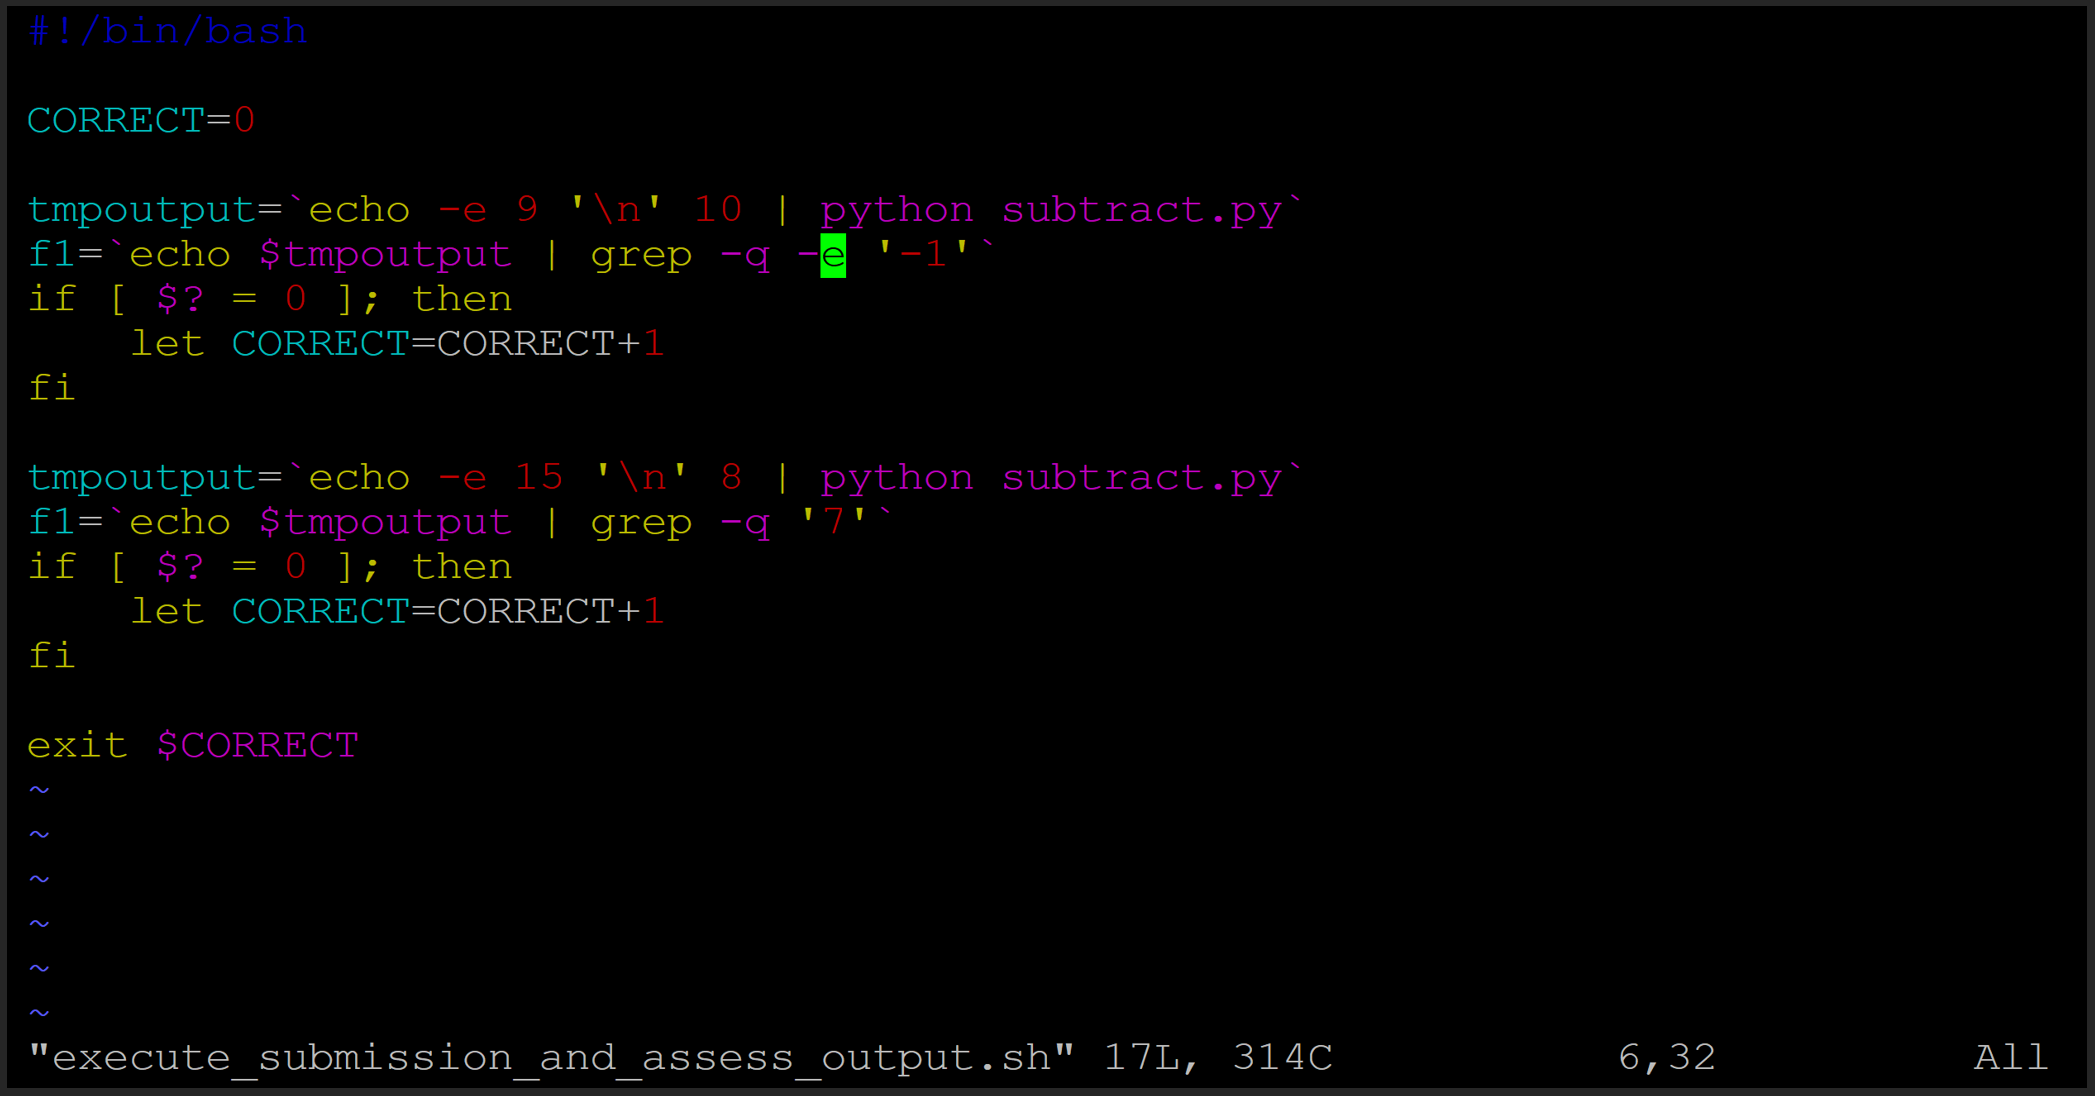 #!/bin/bash

CORRECT=0

tmpoutput=`echo -e 9 '\n' 10 | python subtract.py`
f1=`echo $tmpoutput | grep -q -e '-1'`
if [ $? = 0 ]; then
    let CORRECT=CORRECT+1
fi

tmpoutput=`echo -e 15 '\n' 8 | python subtract.py`
f1=`echo $tmpoutput | grep -q '7'`
if [ $? = 0 ]; then
    let CORRECT=CORRECT+1
fi

exit $CORRECT
~
~
~
~
~
~
"execute_submission_and_assess_output.sh" 17L, 314C 6,32 All